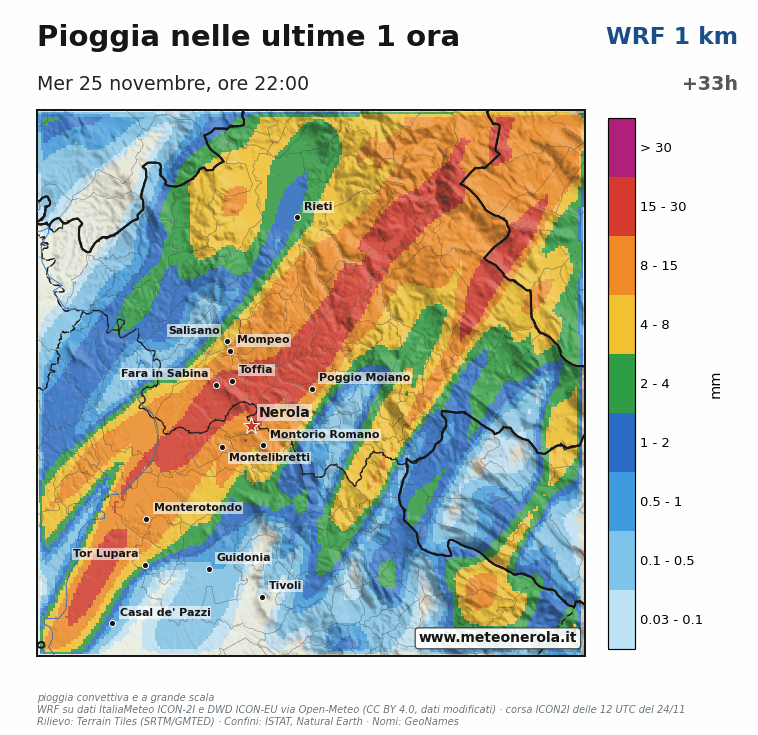 Pioggia nelle ultime 1 ora
WRF 1 km
Mer 25 novembre, ore 22:00
+33h
> 30
15 - 30
8 - 15
4 - 8
2 - 4
1 - 2
0.5 - 1
0.1 - 0.5
0.03 - 0.1
mm
Rieti
Salisano
Mompeo
Fara in Sabina
Toffia
Poggio Moiano
Nerola
Montorio Romano
Montelibretti
Monterotondo
Tor Lupara
Guidonia
Tivoli
Casal de' Pazzi
www.meteonerola.it
pioggia convettiva e a grande scala
WRF su dati ItaliaMeteo ICON-2I e DWD ICON-EU via Open-Meteo (CC BY 4.0, dati modificati) · corsa ICON2I delle 12 UTC del 24/11
Rilievo: Terrain Tiles (SRTM/GMTED) · Confini: ISTAT, Natural Earth · Nomi: GeoNames